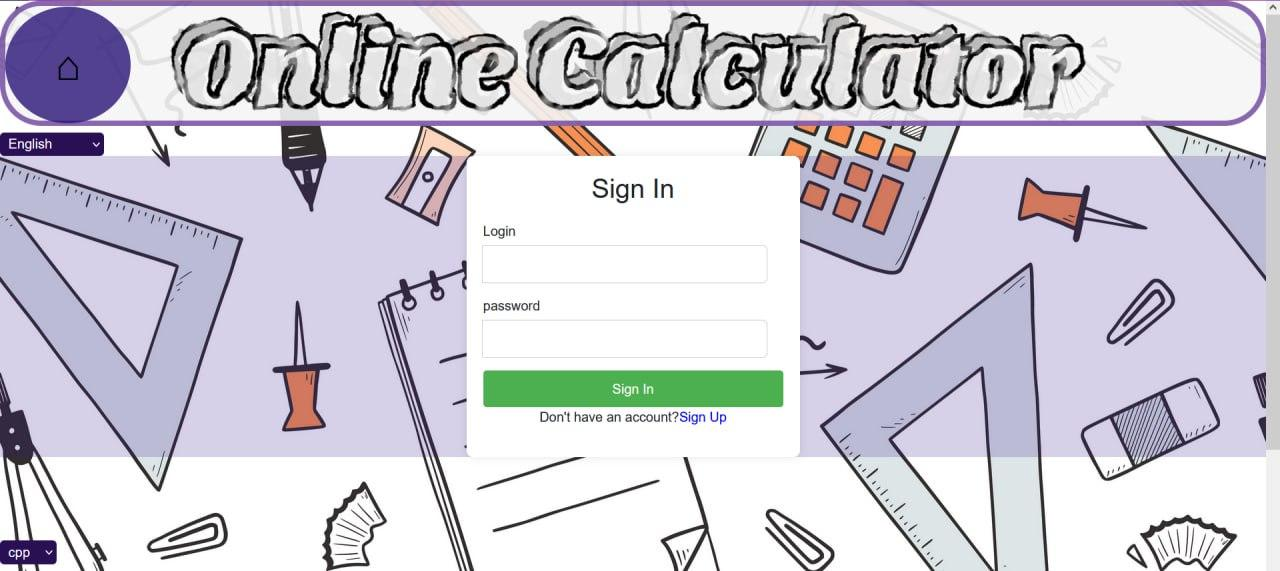 Online Calculator
English
Sign In
Login
password
Sign In
Don't have an account?Sign Up
cpp